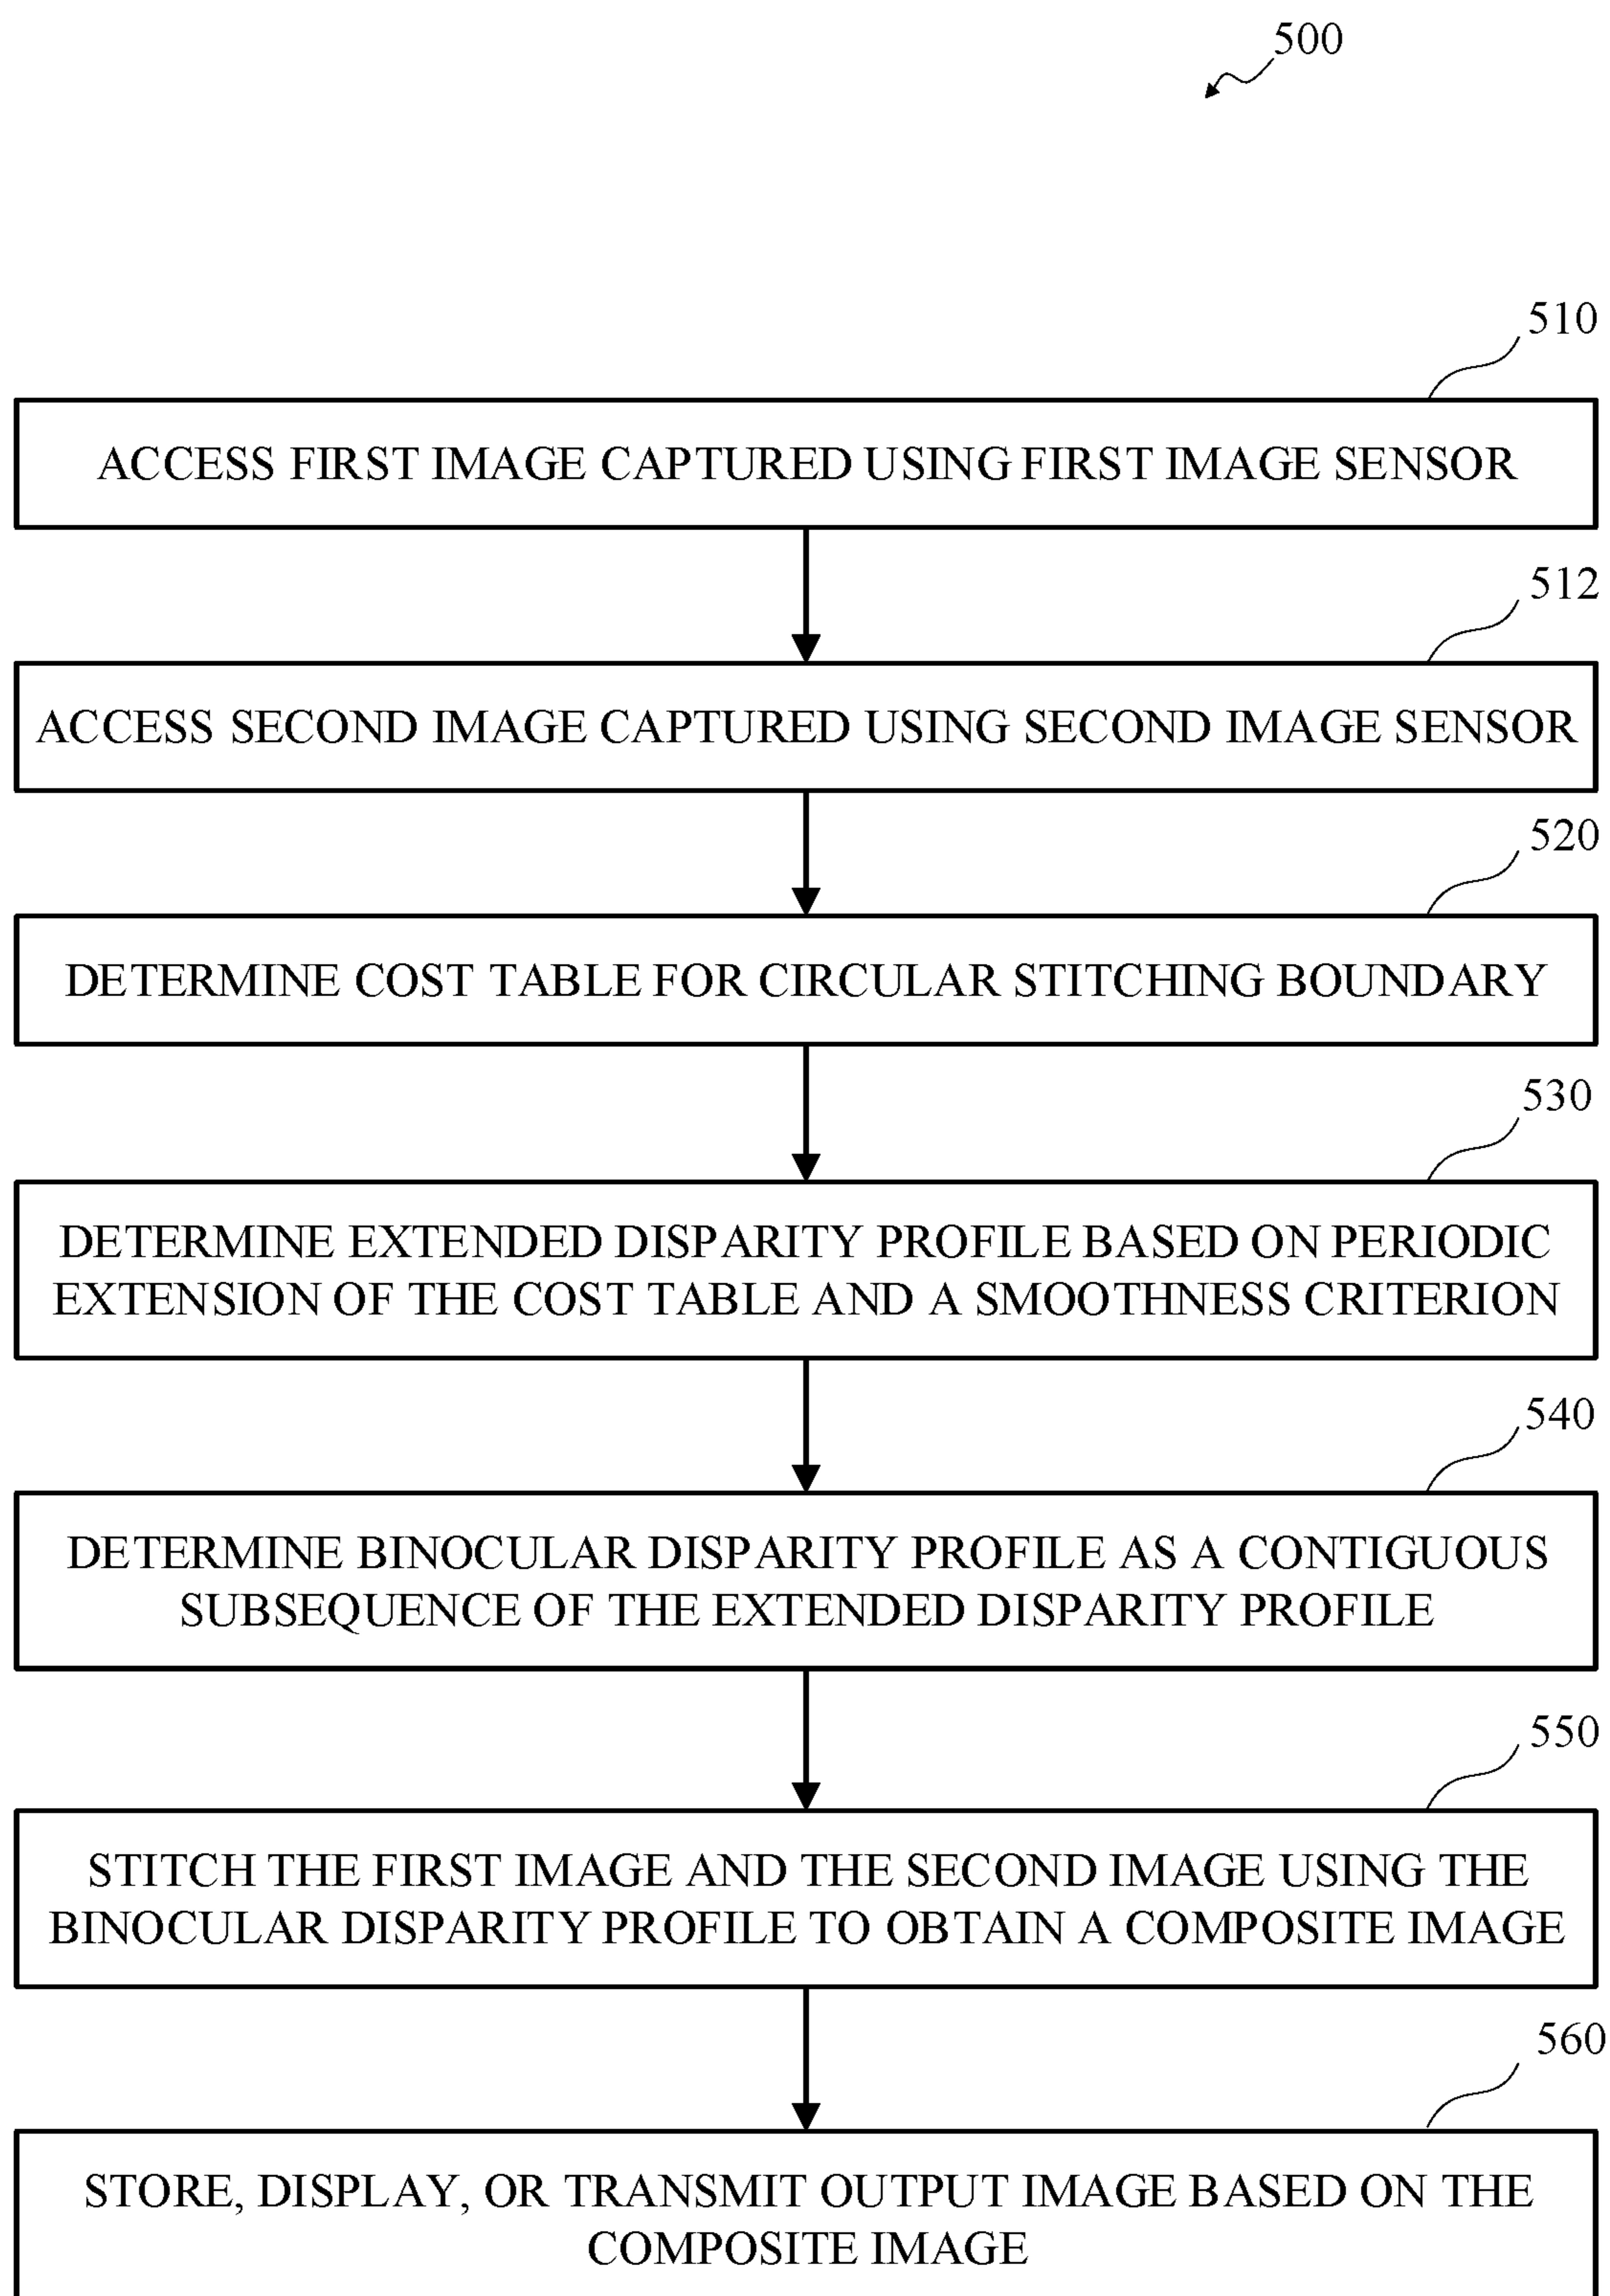 500
510
ACCESS FIRST IMAGE CAPTURED USING FIRST IMAGE SENSOR
512
ACCESS SECOND IMAGE CAPTURED USING SECOND IMAGE SENSOR
520
DETERMINE COST TABLE FOR CIRCULAR STITCHING BOUNDARY
530
DETERMINE EXTENDED DISPARITY PROFILE BASED ON PERIODIC
EXTENSION OF THE COST TABLE AND A SMOOTHNESS CRITERION
540
DETERMINE BINOCULAR DISPARITY PROFILE AS A CONTIGUOUS
SUBSEQUENCE OF THE EXTENDED DISPARITY PROFILE
550
STITCH THE FIRST IMAGE AND THE SECOND IMAGE USING THE
BINOCULAR DISPARITY PROFILE TO OBTAIN A COMPOSITE IMAGE
560
STORE, DISPLAY, OR TRANSMIT OUTPUT IMAGE BASED ON THE
COMPOSITE IMAGE